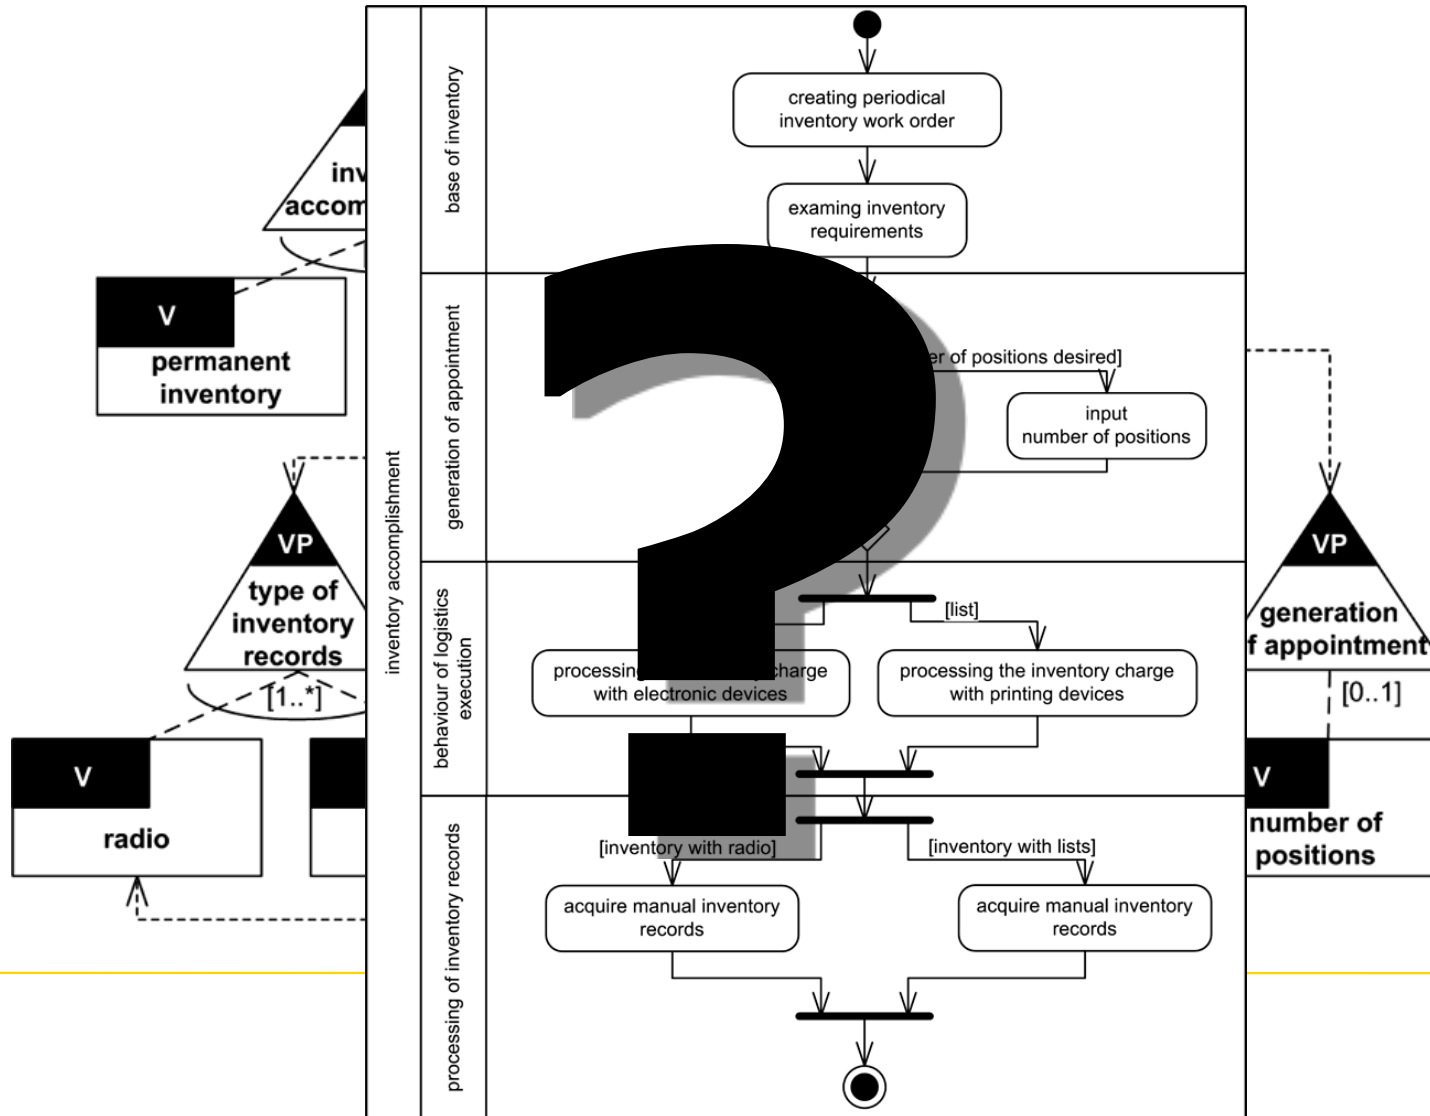 inv
accom
V
permanent
inventory
VP
type of
inventory
records
[1..*]
V
radio
inventory accomplishment
base of inventory
creating periodical
inventory work order
examing inventory
requirements
generation of appointment
of positions desired]
input
number of positions
behaviour of logistics
execution
[list]
processing
charge
with electronic devices
processing the inventory charge
with printing devices
processing of inventory records
[inventory with radio]
[inventory with lists]
acquire manual inventory
records
acquire manual inventory
records
?
VP
generation
f appointment
[0..1]
V
number of
positions